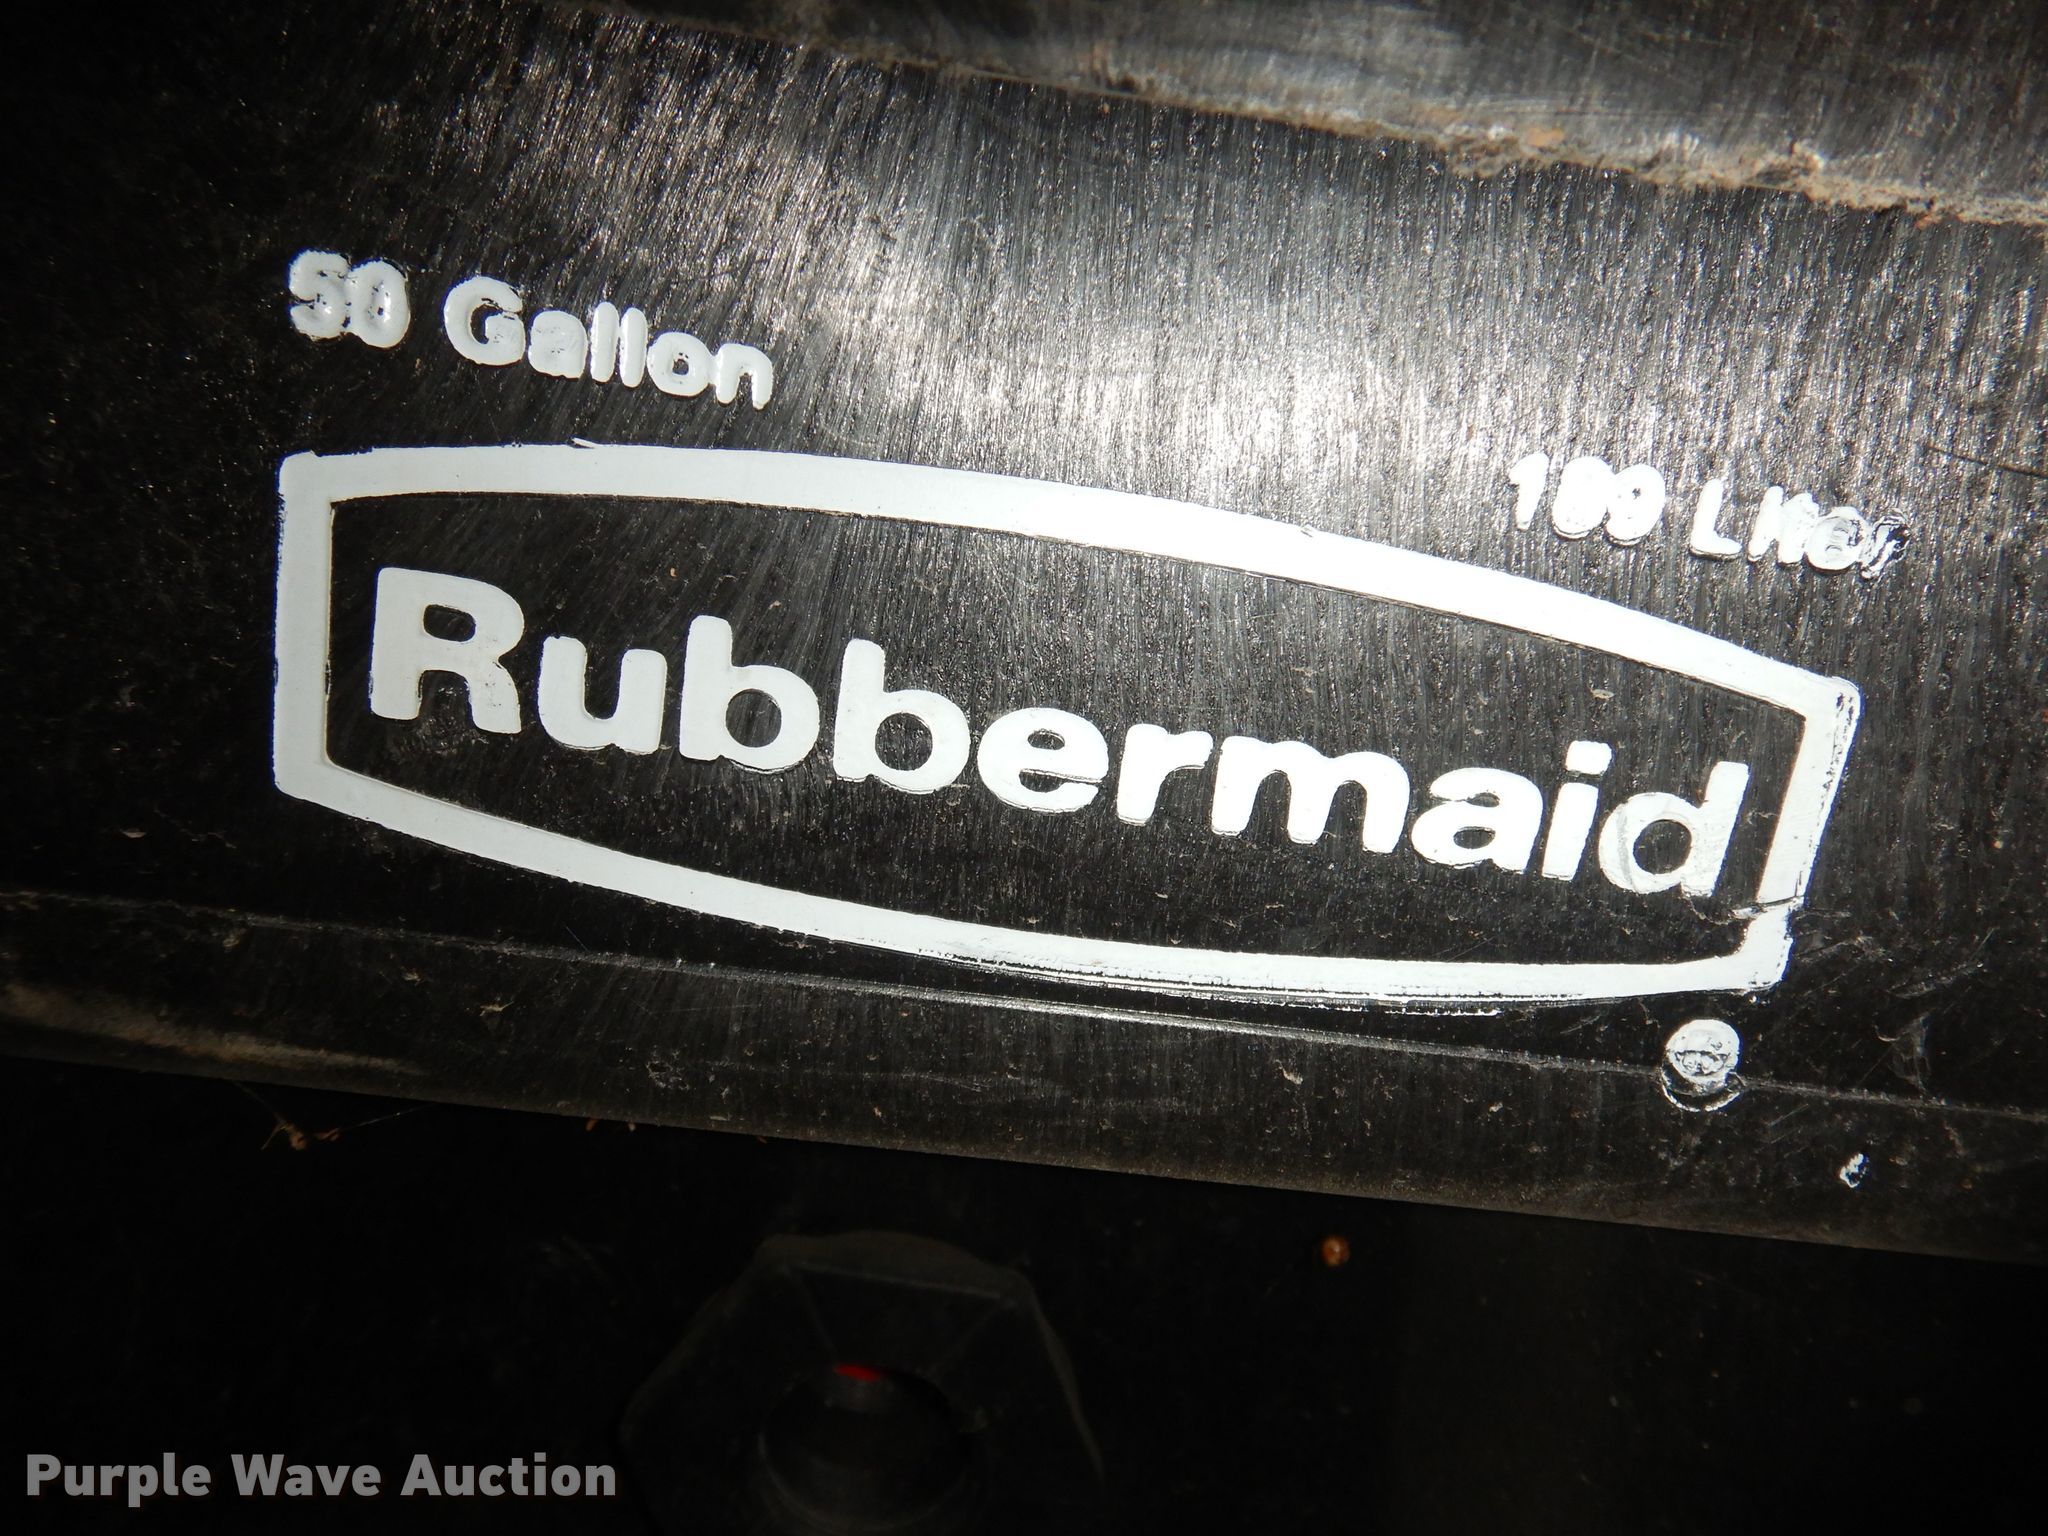 50 Gallon
189 Liter
Rubbermaid
Purple Wave Auction